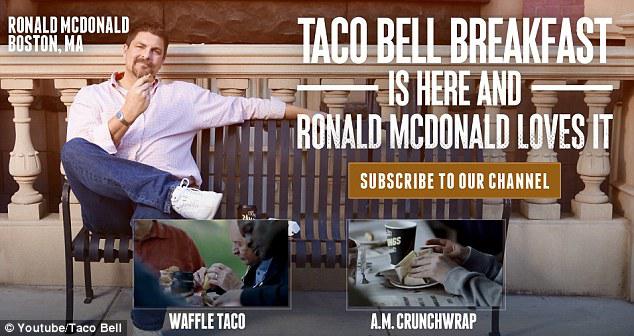 RONALD MCDONALD
BOSTON, MA
TACO BELL BREAKFAST
IS HERE AND
RONALD MCDONALD LOVES IT
SUBSCRIBE TO OUR CHANNEL
WAFFLE TACO
A.M. CRUNCHWRAP
© Youtube/Taco Bell